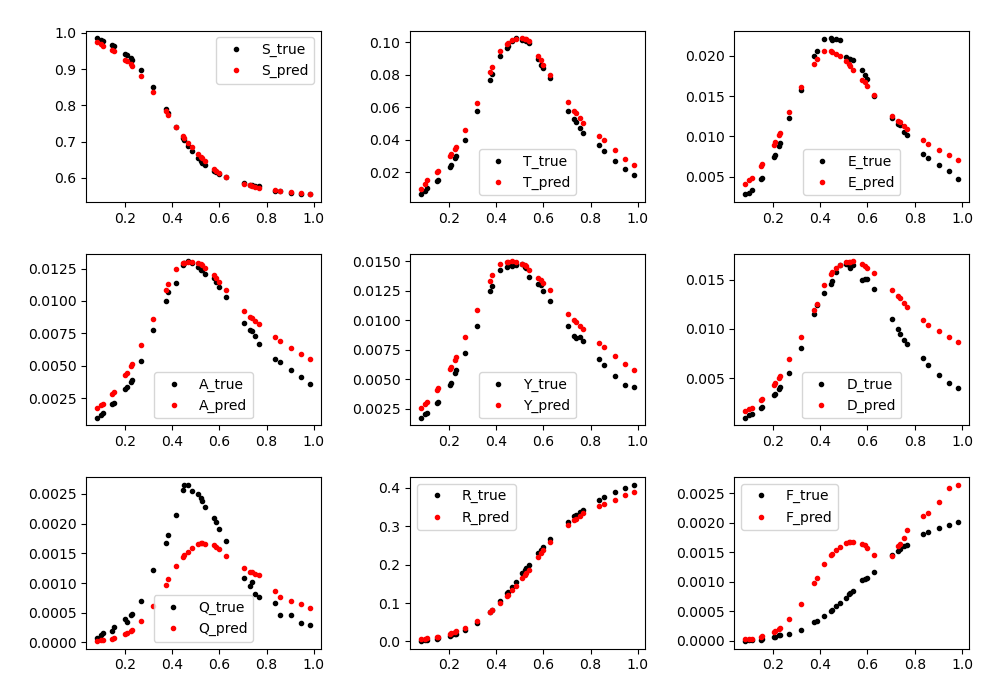 1.0
0.9
0.8
0.7
0.6
S_true
S_pred
0.2 0.4 0.6 0.8 1.0
0.10
0.08
0.06
0.04
0.02
T_true
T_pred
0.2 0.4 0.6 0.8 1.0
0.020
0.015
0.010
0.005
E_true
E_pred
0.2 0.4 0.6 0.8 1.0
0.0125
0.0100
0.0075
0.0050
0.0025
A_true
A_pred
0.2 0.4 0.6 0.8 1.0
0.0150
0.0125
0.0100
0.0075
0.0050
0.0025
Y_true
Y_pred
0.2 0.4 0.6 0.8 1.0
0.015
0.010
0.005
D_true
D_pred
0.2 0.4 0.6 0.8 1.0
0.0025
0.0020
0.0015
0.0010
0.0005
0.0000
Q_true
Q_pred
0.2 0.4 0.6 0.8 1.0
0.4
0.3
0.2
0.1
0.0
R_true
R_pred
0.2 0.4 0.6 0.8 1.0
0.0025
0.0020
0.0015
0.0010
0.0005
0.0000
F_true
F_pred
0.2 0.4 0.6 0.8 1.0